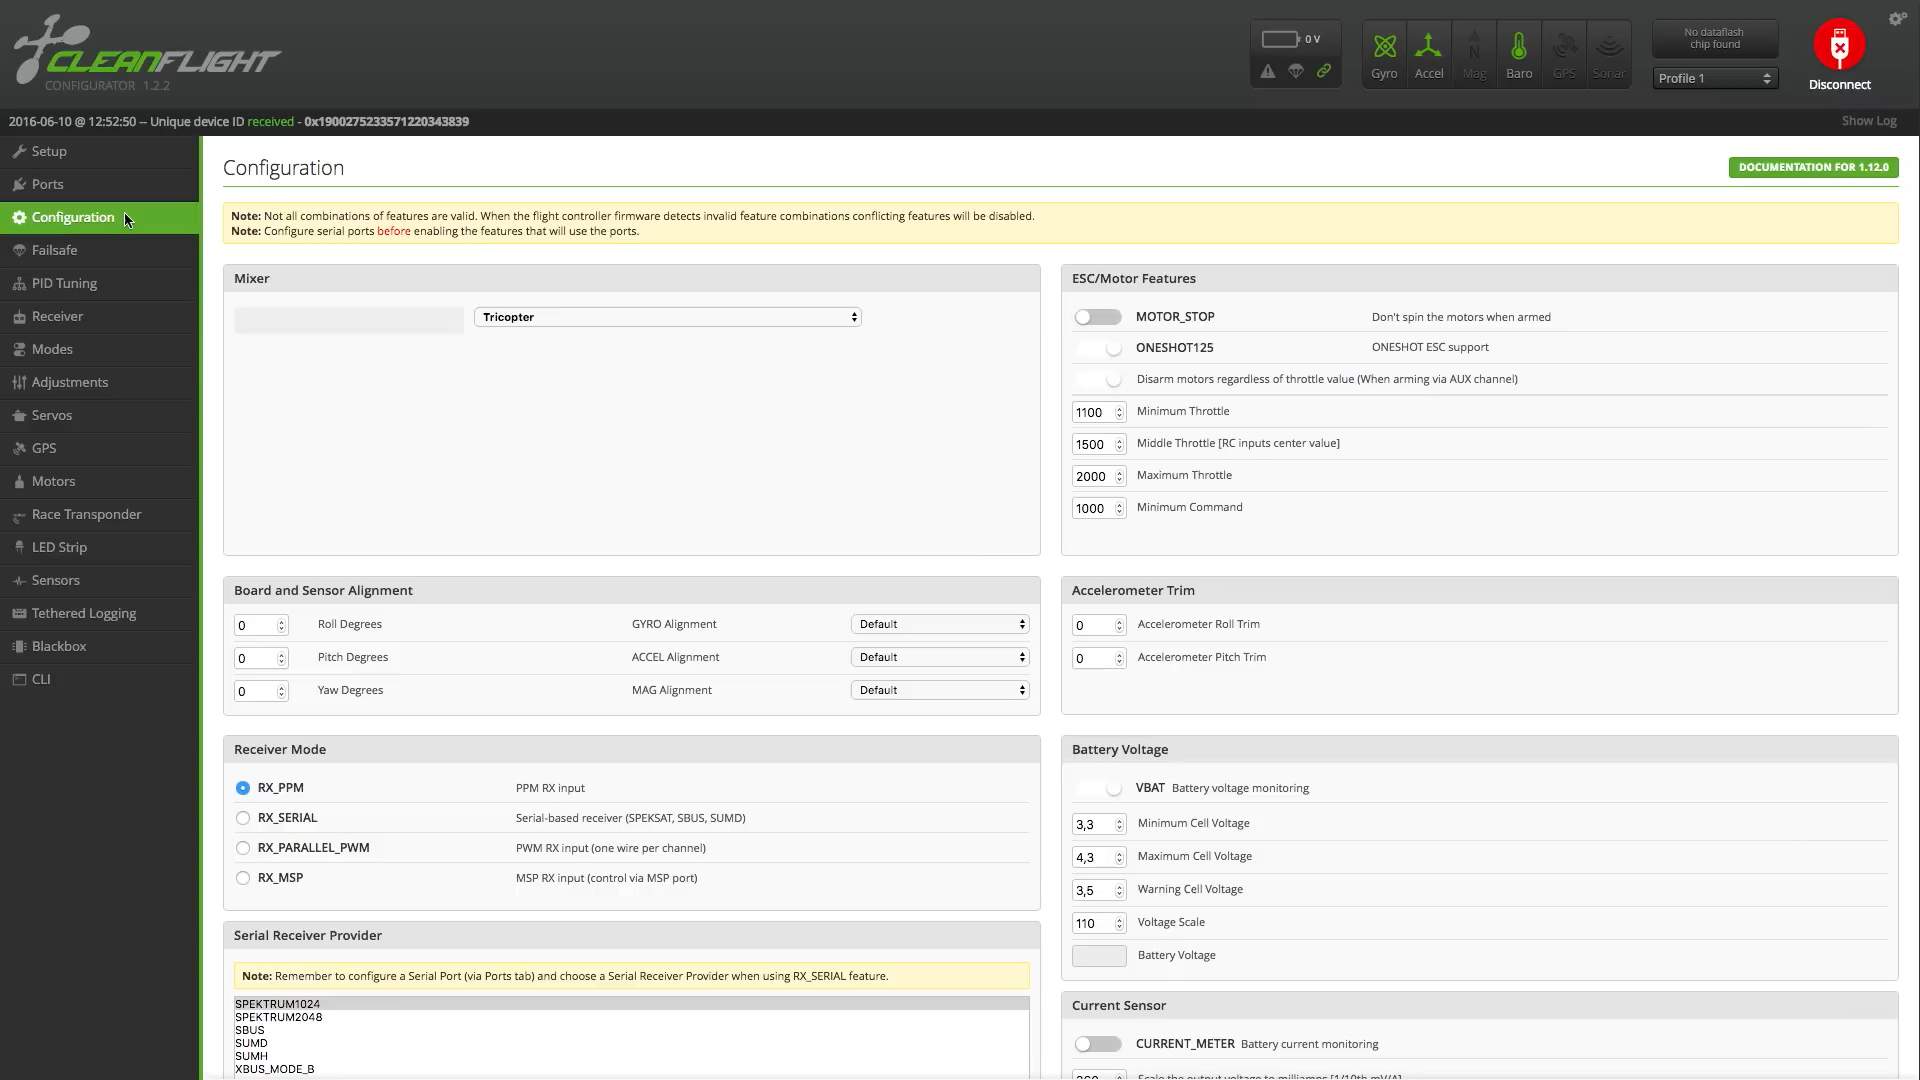 CLEANFLIGHT
CONFIGURATOR 1.2.2
0 V
Gyro
Accel
Mag
Baro
GPS
Sonar
No dataflash
chip found
Profile 1
Disconnect
2016-06-10 @ 12:52:50 -- Unique device ID received - 0x1900275233571220343839
Show Log
Setup
Ports
Configuration
Failsafe
PID Tuning
Receiver
Modes
Adjustments
Servos
GPS
Motors
Race Transponder
LED Strip
Sensors
Tethered Logging
Blackbox
CLI
Configuration
DOCUMENTATION FOR 1.12.0
Note: Not all combinations of features are valid. When the flight controller firmware detects invalid feature combinations conflicting features will be disabled.
Note: Configure serial ports before enabling the features that will use the ports.
Mixer
Tricopter
ESC/Motor Features
MOTOR_STOP Don't spin the motors when armed
ONESHOT125 ONESHOT ESC support
Disarm motors regardless of throttle value (When arming via AUX channel)
1100 Minimum Throttle
1500 Middle Throttle [RC inputs center value]
2000 Maximum Throttle
1000 Minimum Command
Board and Sensor Alignment
0 Roll Degrees GYRO Alignment Default
0 Pitch Degrees ACCEL Alignment Default
0 Yaw Degrees MAG Alignment Default
Accelerometer Trim
0 Accelerometer Roll Trim
0 Accelerometer Pitch Trim
Receiver Mode
RX_PPM PPM RX input
RX_SERIAL Serial-based receiver (SPEKSAT, SBUS, SUMD)
RX_PARALLEL_PWM PWM RX input (one wire per channel)
RX_MSP MSP RX input (control via MSP port)
Battery Voltage
VBAT Battery voltage monitoring
3,3 Minimum Cell Voltage
4,3 Maximum Cell Voltage
3,5 Warning Cell Voltage
110 Voltage Scale
Battery Voltage
Serial Receiver Provider
Note: Remember to configure a Serial Port (via Ports tab) and choose a Serial Receiver Provider when using RX_SERIAL feature.
SPEKTRUM1024
SPEKTRUM2048
SBUS
SUMD
SUMH
XBUS_MODE_B
Current Sensor
CURRENT_METER Battery current monitoring
Scale the output voltage to milliamps [1/10th mV/A]